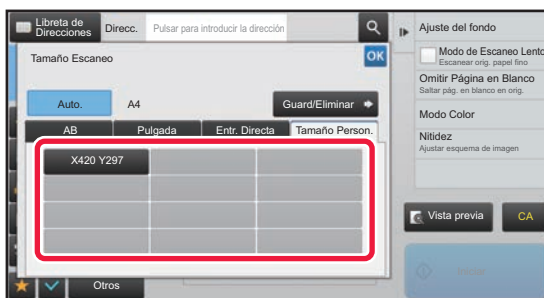 Libreta de
Direcciones
Direcc.
Pulsar para introducir la dirección
Tamaño Escaneo
OK
Auto.
A4
Guard/Eliminar
AB
Pulgada
Entr. Directa
Tamaño Person.
X420 Y297
Otros
Ajuste del fondo
Modo de Escaneo Lento
Escanear orig. papel fino
Omitir Página en Blanco
Saltar pág. en blanco en orig.
Modo Color
Nitidez
Ajustar esquema de imagen
Vista previa
CA